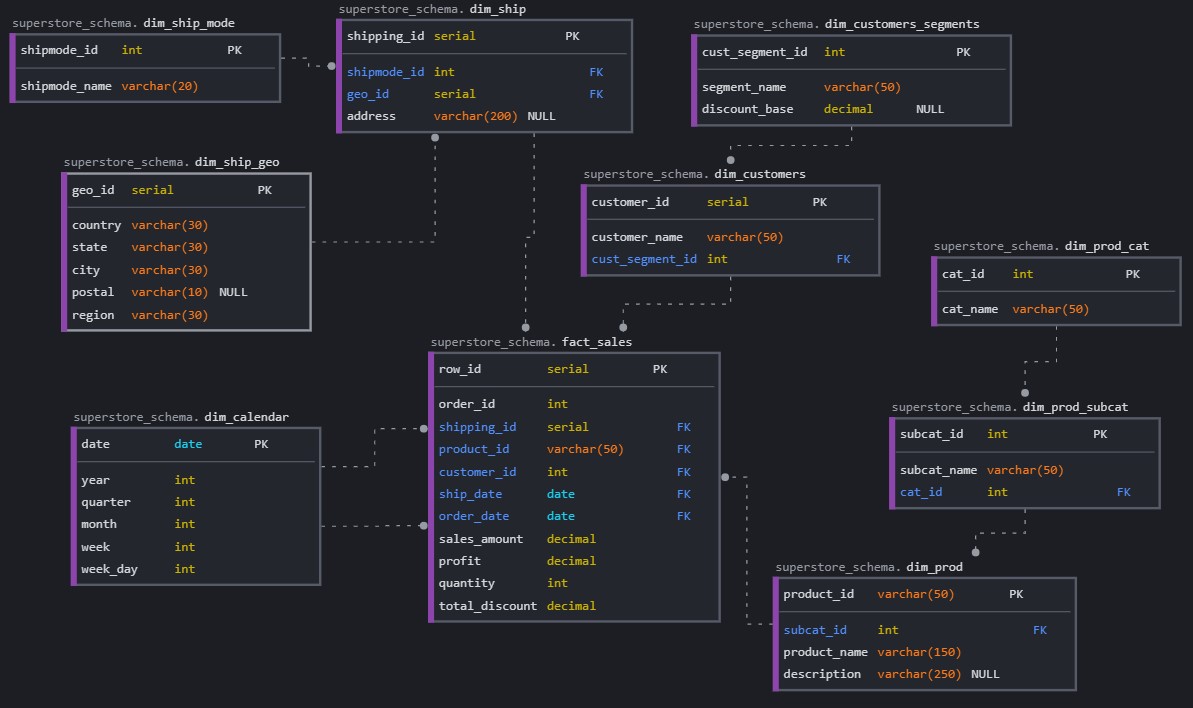 superstore_schema. dim_ship_mode
shipmode_id int PK
shipmode_name varchar(20)
superstore_schema. dim_ship
shipping_id serial PK
shipmode_id int FK
geo_id serial FK
address varchar(200) NULL
superstore_schema. dim_customers_segments
cust_segment_id int PK
segment_name varchar(50)
discount_base decimal NULL
superstore_schema. dim_ship_geo
geo_id serial PK
country varchar(30)
state varchar(30)
city varchar(30)
postal varchar(10) NULL
region varchar(30)
superstore_schema. dim_customers
customer_id serial PK
customer_name varchar(50)
cust_segment_id int FK
superstore_schema. dim_prod_cat
cat_id int PK
cat_name varchar(50)
superstore_schema. fact_sales
row_id serial PK
order_id int
shipping_id serial FK
product_id varchar(50) FK
customer_id int FK
ship_date date FK
order_date date FK
sales_amount decimal
profit decimal
quantity int
total_discount decimal
superstore_schema. dim_calendar
date date PK
year int
quarter int
month int
week int
week_day int
superstore_schema. dim_prod_subcat
subcat_id int PK
subcat_name varchar(50)
cat_id int FK
superstore_schema. dim_prod
product_id varchar(50) PK
subcat_id int FK
product_name varchar(150)
description varchar(250) NULL